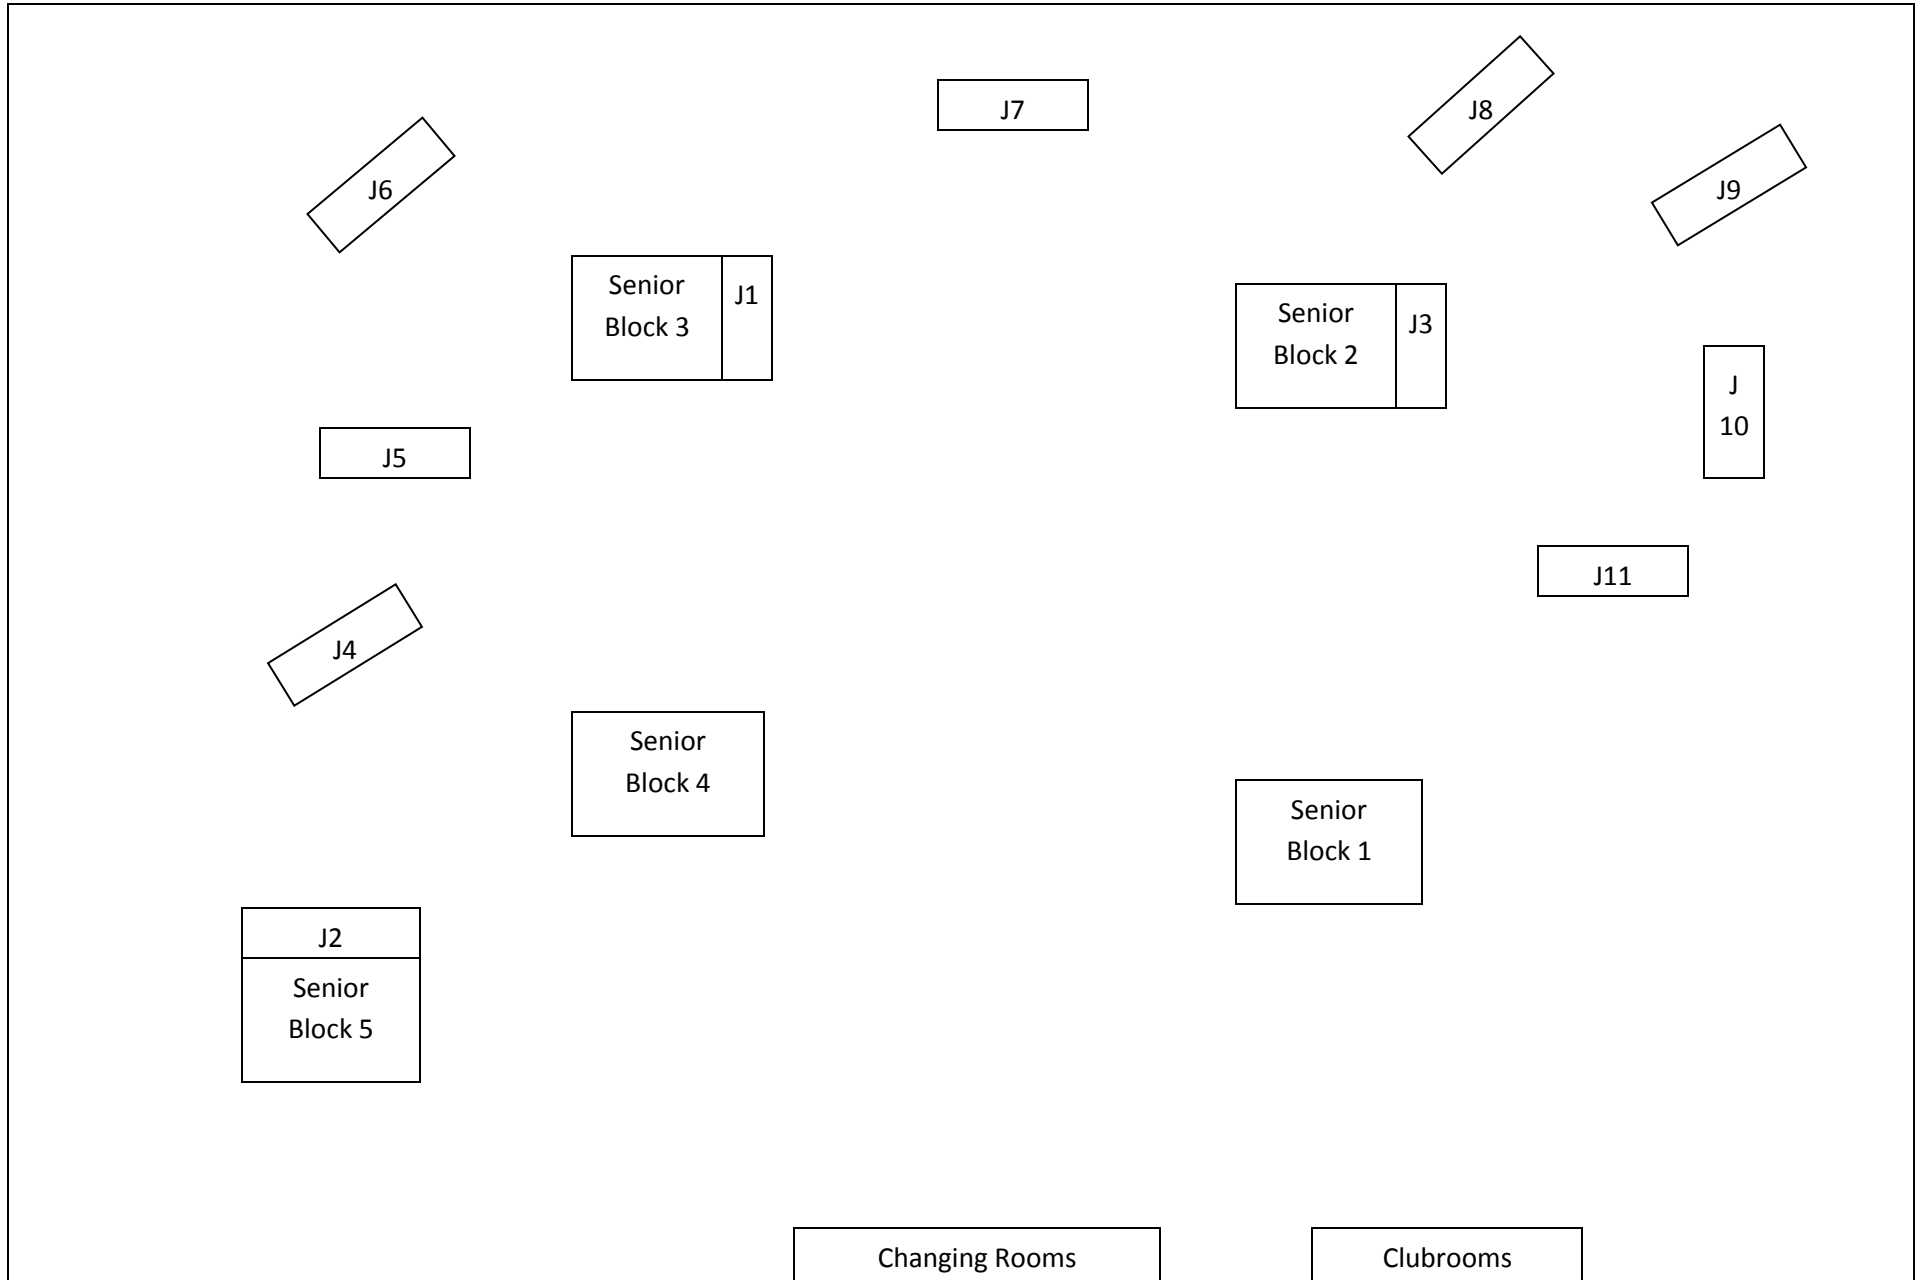 J7
J8
J6
J9
Senior
Block 3
J1
Senior
Block 2
J3
J
10
J5
J11
J4
Senior
Block 4
Senior
Block 1
J2
Senior
Block 5
Changing Rooms
Clubrooms